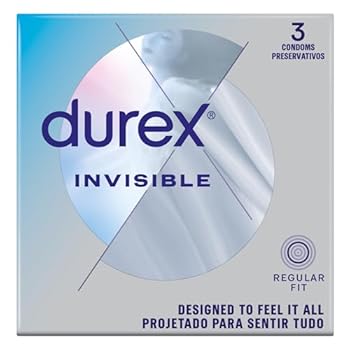 3
CONDOMS
PRESERVATIVOS
durex®
INVISIBLE
REGULAR
FIT
DESIGNED TO FEEL IT ALL
PROJETADO PARA SENTIR TUDO